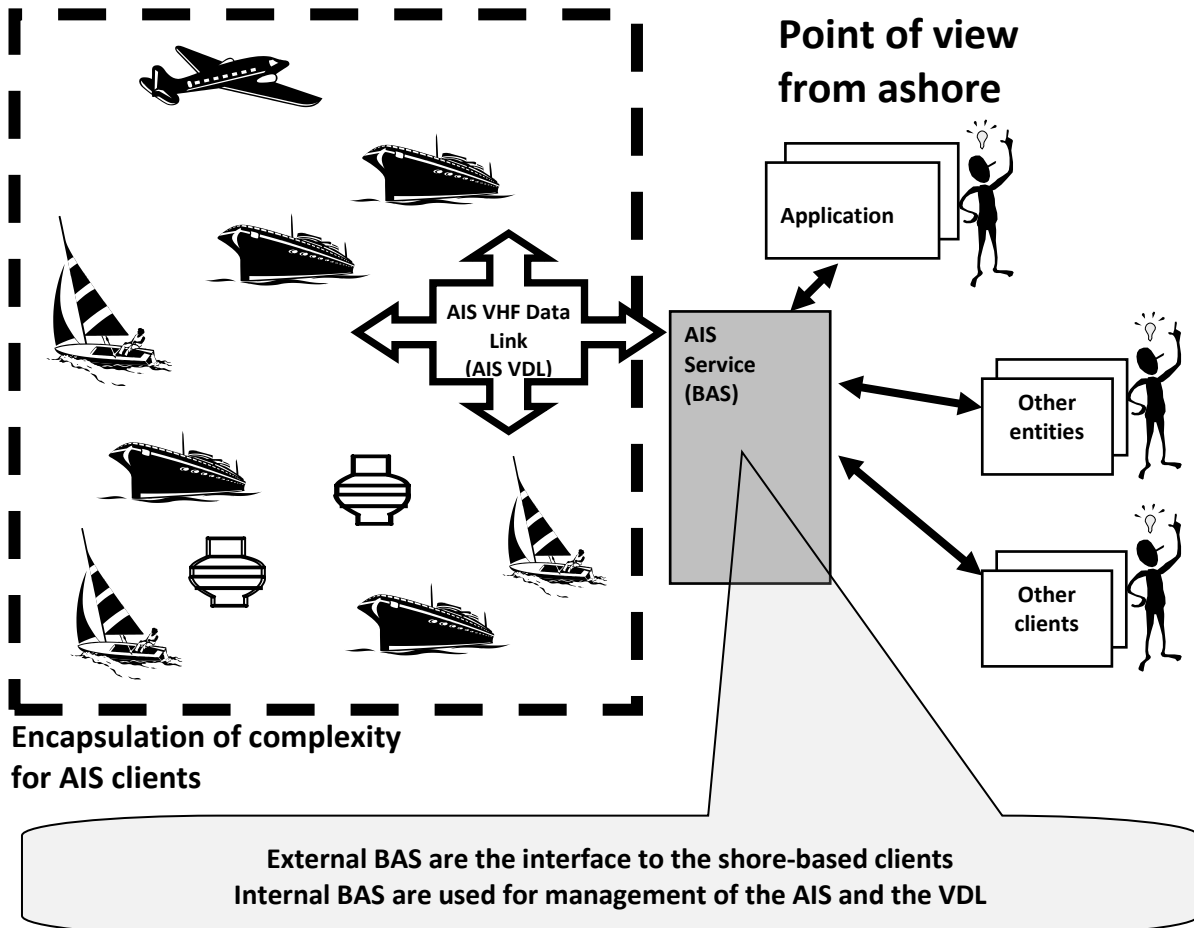 Point of view
from ashore
Application
AIS VHF Data
Link
(AIS VDL)
AIS
Service
(BAS)
Other
entities
Other
clients
Encapsulation of complexity
for AIS clients
External BAS are the interface to the shore-based clients
Internal BAS are used for management of the AIS and the VDL